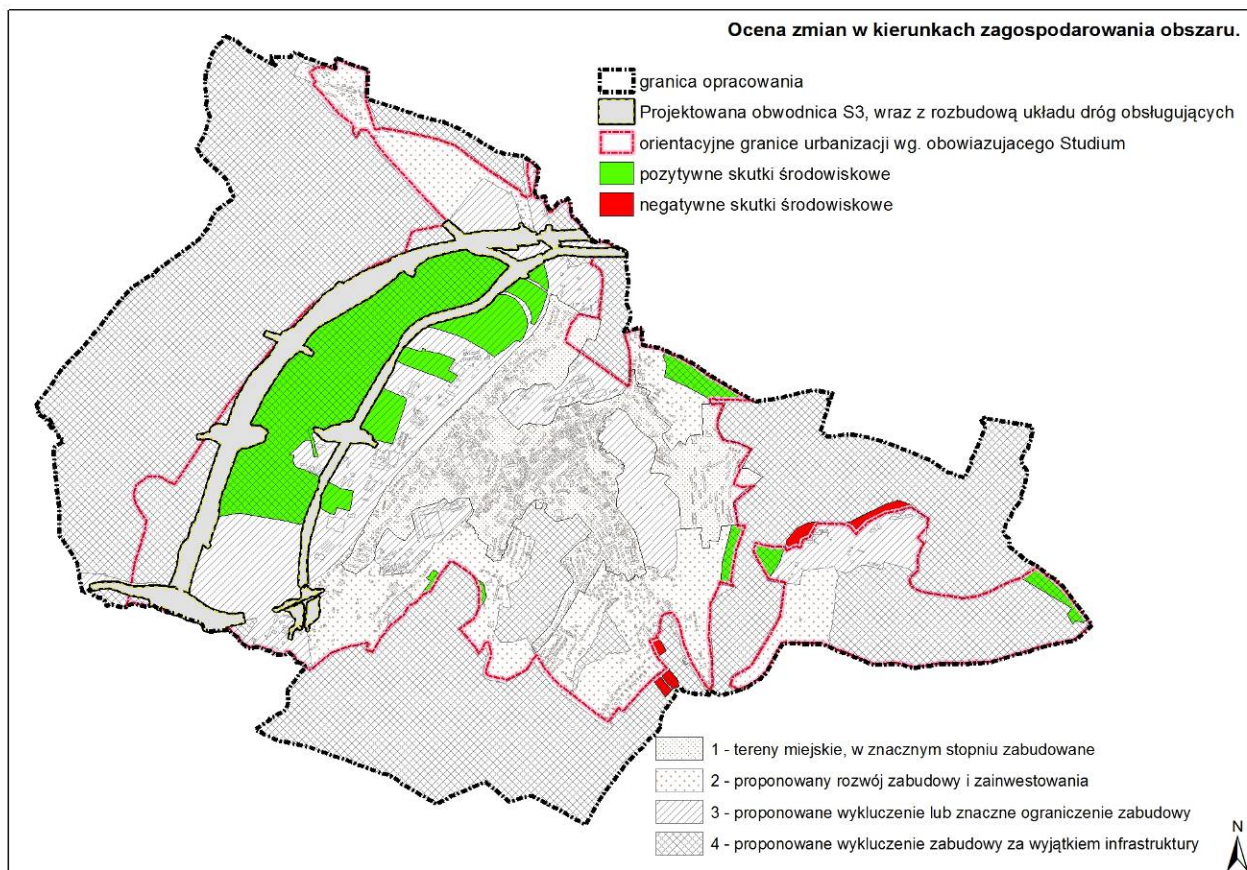 Ocena zmian w kierunkach zagospodarowania obszaru.
granica opracowania
Projektowana obwodnica S3, wraz z rozbudową układu dróg obsługujących
orientacyjne granice urbanizacji wg. obowiazujacego Studium
pozytywne skutki środowiskowe
negatywne skutki środowiskowe
1 - tereny miejskie, w znacznym stopniu zabudowane
2 - proponowany rozwój zabudowy i zainwestowania
3 - proponowane wykluczenie lub znaczne ograniczenie zabudowy
4 - proponowane wykluczenie zabudowy za wyjątkiem infrastruktury
N